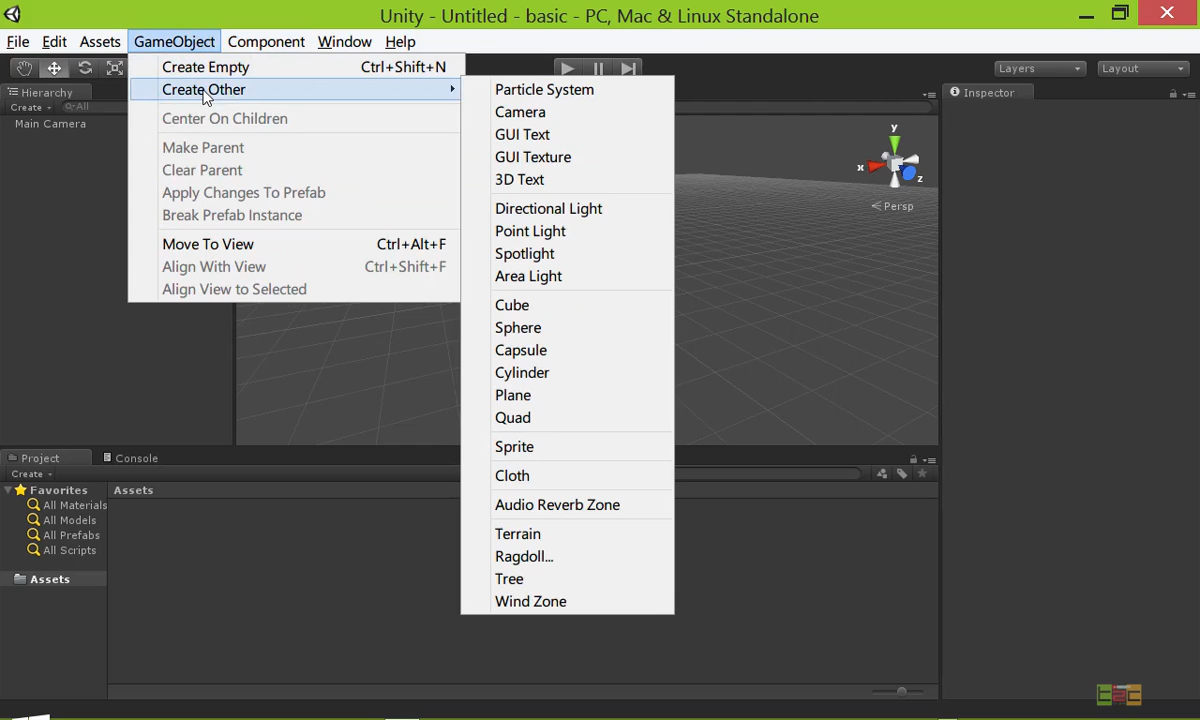 Unity - Untitled - basic - PC, Mac & Linux Standalone
File Edit Assets GameObject Component Window Help
Create Empty Ctrl+Shift+N
Create Other
Center On Children
Make Parent
Clear Parent
Apply Changes To Prefab
Break Prefab Instance
Move To View Ctrl+Alt+F
Align With View Ctrl+Shift+F
Align View to Selected
Particle System
Camera
GUI Text
GUI Texture
3D Text
Directional Light
Point Light
Spotlight
Area Light
Cube
Sphere
Capsule
Cylinder
Plane
Quad
Sprite
Cloth
Audio Reverb Zone
Terrain
Ragdoll...
Tree
Wind Zone
Layers Layout
Hierarchy
Create All
Main Camera
y
x
z
Persp
Inspector
Project Console
Create
Favorites
All Materials
All Models
All Prefabs
All Scripts
Assets
Assets